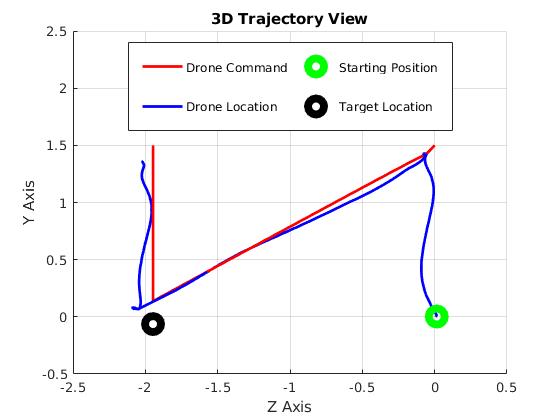 3D Trajectory View
2.5
Drone Command
Starting Position
2
Drone Location
Target Location
1.5
1
0.5
0
-0.5
-2.5
-2
-1.5
-1
-0.5
0
0.5
Y Axis
Z Axis